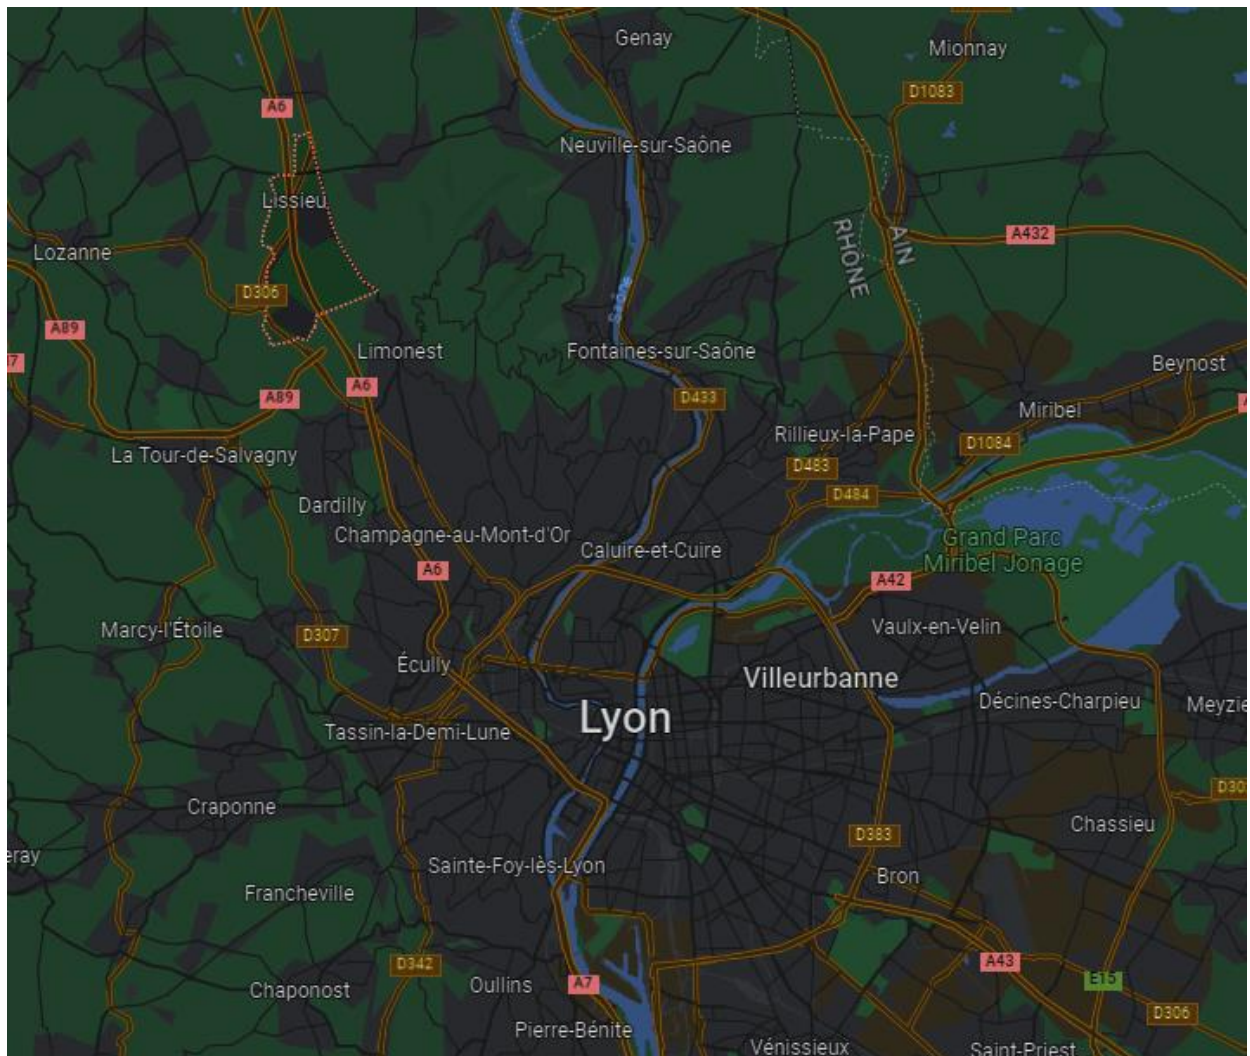 Genay
Mionnay
D1083
A6
Neuville-sur-Saône
Lissieu
RHONE
AIN
A432
Lozanne
D306
Saône
A89
Limonest
Fontaines-sur-Saône
Beynost
A6
A89
D433
Miribel
Rillieux-la-Pape
D1084
La Tour-de-Salvagny
D483
D484
Dardilly
Champagne-au-Mont-d'Or
Caluire-et-Cuire
Grand Parc
Miribel Jonage
A6
A42
Marcy-l'Étoile
D307
Vaulx-en-Velin
Écully
Villeurbanne
Décines-Charpieu
Meyzie
Lyon
Tassin-la-Demi-Lune
D30
Craponne
Chassieu
D383
eray
Sainte-Foy-lès-Lyon
Bron
Francheville
D342
A43
Chaponost
Oullins
A7
E15
D306
Pierre-Bénite
Vénissieux
Saint-Priest